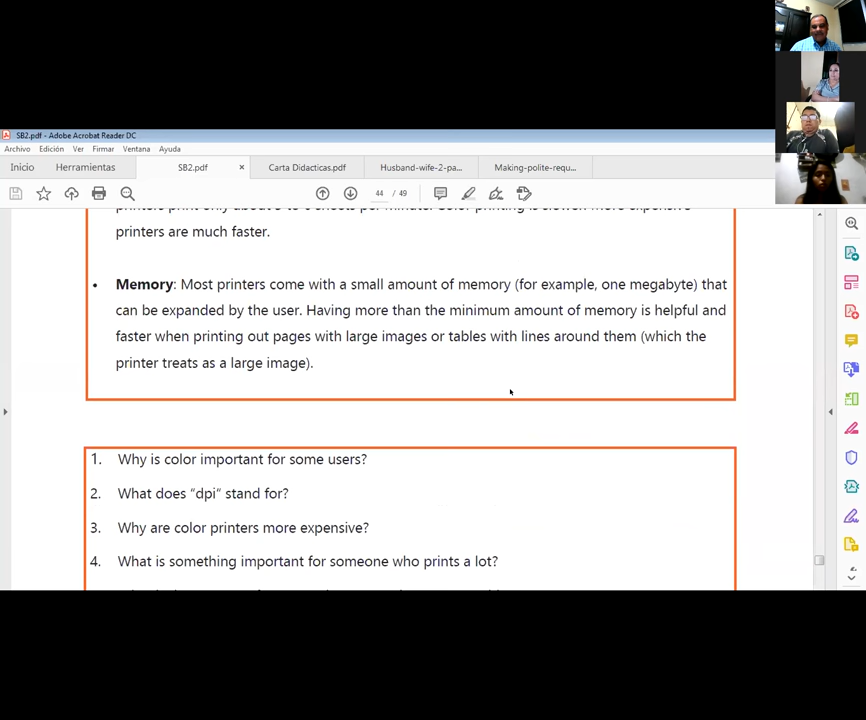 SB2.pdf - Adobe Acrobat Reader DC
Archivo Edición Ver Firmar Ventana Ayuda
Inicio Herramientas SB2.pdf × Carta Didacticas.pdf Husband-wife-2-pa... Making-polite-requ...
44 / 49
printers are much faster.
• Memory: Most printers come with a small amount of memory (for example, one megabyte) that
can be expanded by the user. Having more than the minimum amount of memory is helpful and
faster when printing out pages with large images or tables with lines around them (which the
printer treats as a large image).
1. Why is color important for some users?
2. What does “dpi“ stand for?
3. Why are color printers more expensive?
4. What is something important for someone who prints a lot?